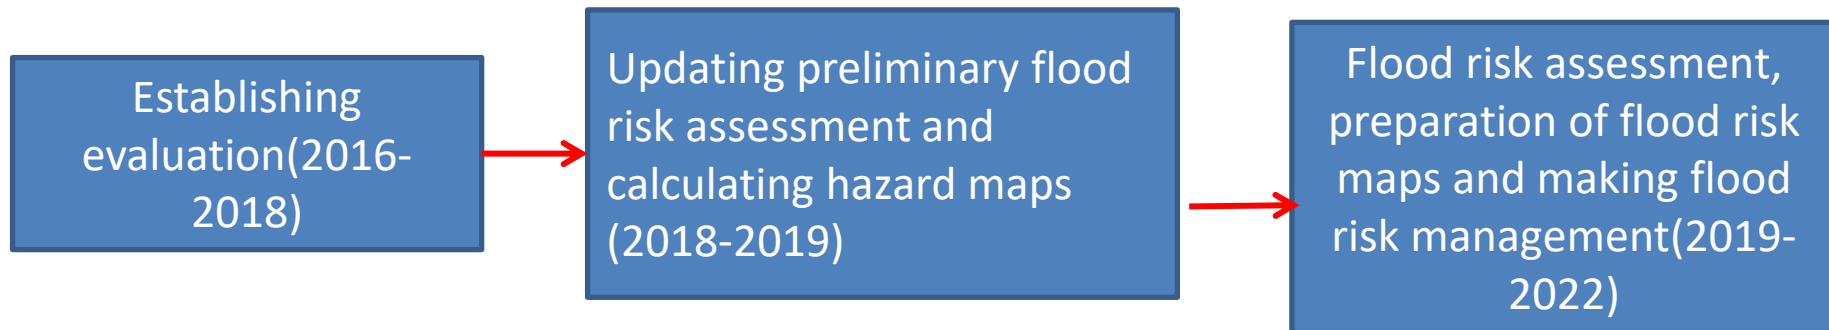 Establishing
evaluation(2016-
2018)
Updating preliminary flood
risk assessment and
calculating hazard maps
(2018-2019)
Flood risk assessment,
preparation of flood risk
maps and making flood
risk management(2019-
2022)